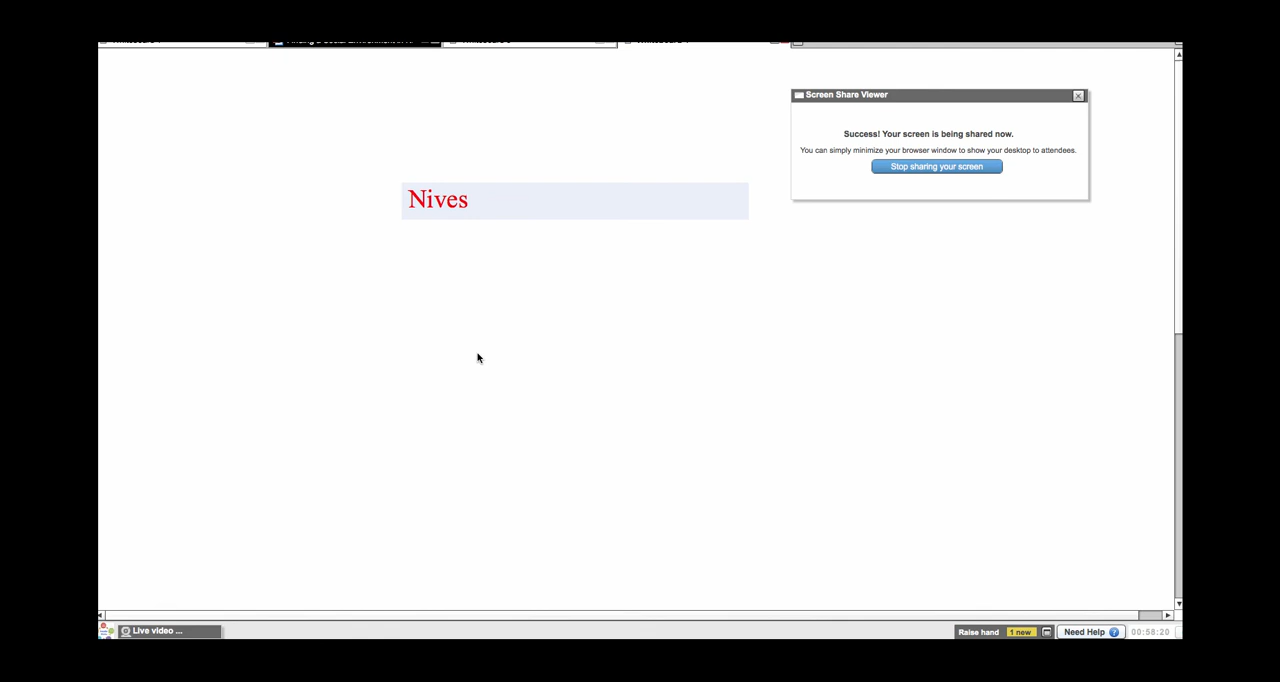 Screen Share Viewer
Success! Your screen is being shared now.
You can simply minimize your browser window to show your desktop to attendees.
Stop sharing your screen
Nives
Live video ...
Raise hand 1 new Need Help ? 00:58:20